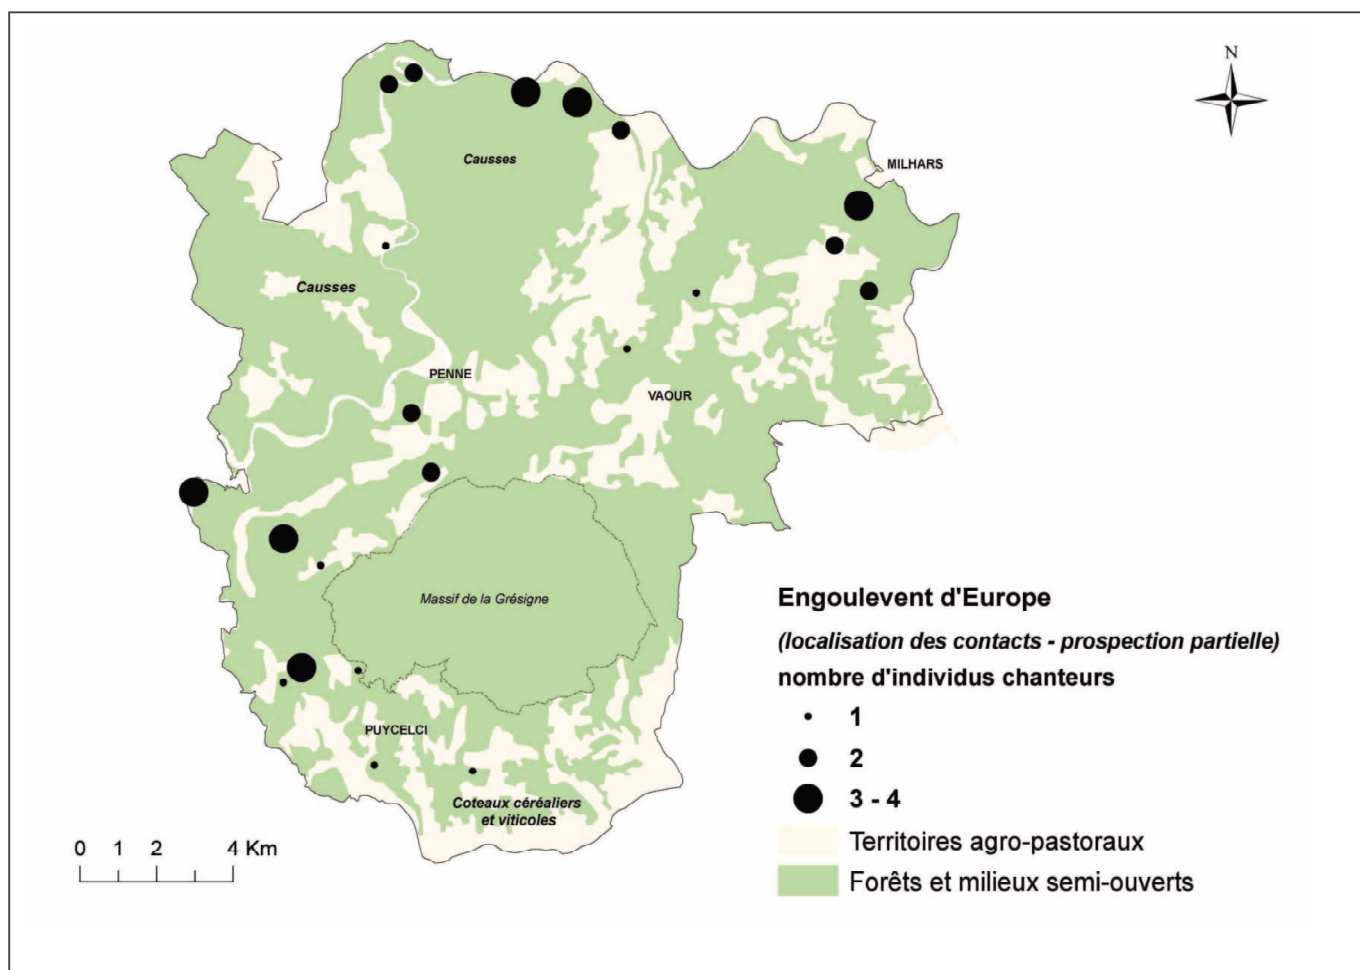 N
Causses
MILHARS
Causses
PENNE
VAOUR
Massif de la Grésigne
PUYCELCI
Coteaux céréaliers
et viticoles
0 1 2 4 Km
Engoulevent d'Europe
(localisation des contacts - prospection partielle)
nombre d'individus chanteurs
1
2
3 - 4
Territoires agro-pastoraux
Forêts et milieux semi-ouverts